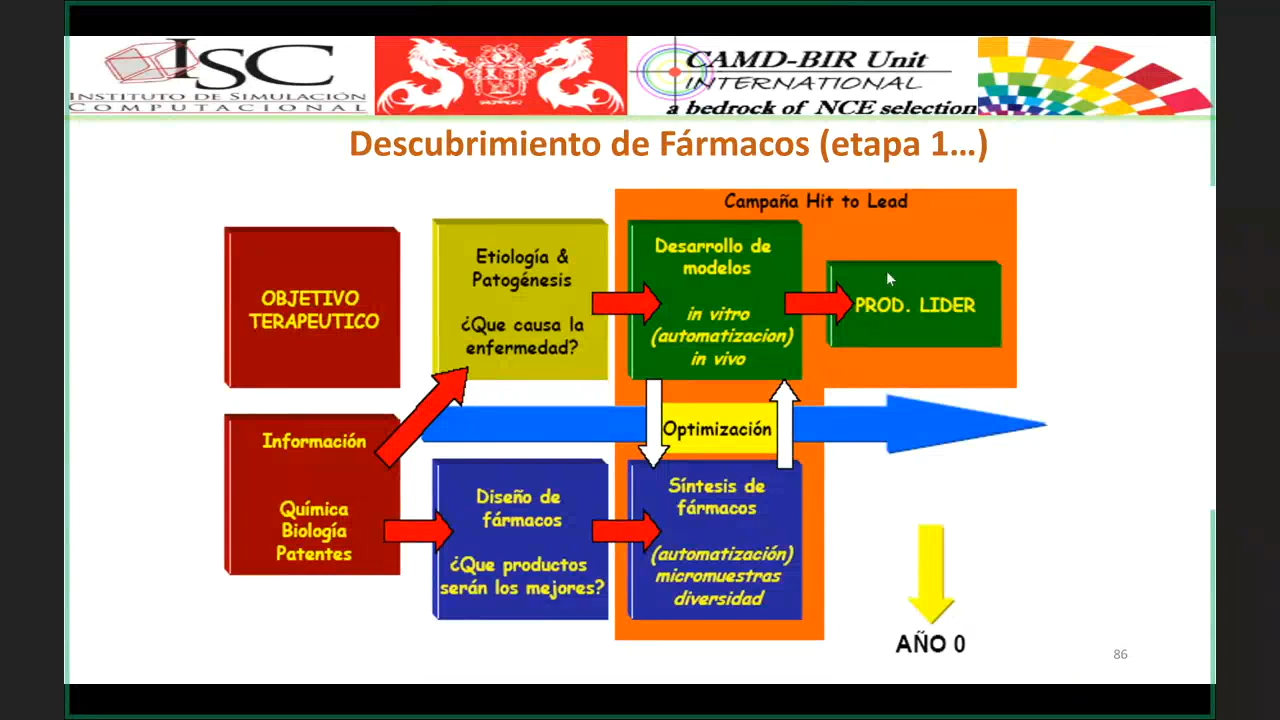 ISC
INSTITUTO DE SIMULACIÓN
COMPUTACIONAL
CAMD-BIR Unit
INTERNATIONAL
a bedrock of NCE selection
Descubrimiento de Fármacos (etapa 1...)
Campaña Hit to Lead
OBJETIVO
TERAPEUTICO
Etiología &
Patogénesis
¿Que causa la
enfermedad?
Desarrollo de
modelos
in vitro
(automatizacion)
in vivo
PROD. LIDER
Optimización
Información
Química
Biología
Patentes
Diseño de
fármacos
¿Que productos
serán los mejores?
Síntesis de
fármacos
(automatización)
micromuestras
diversidad
AÑO 0
86